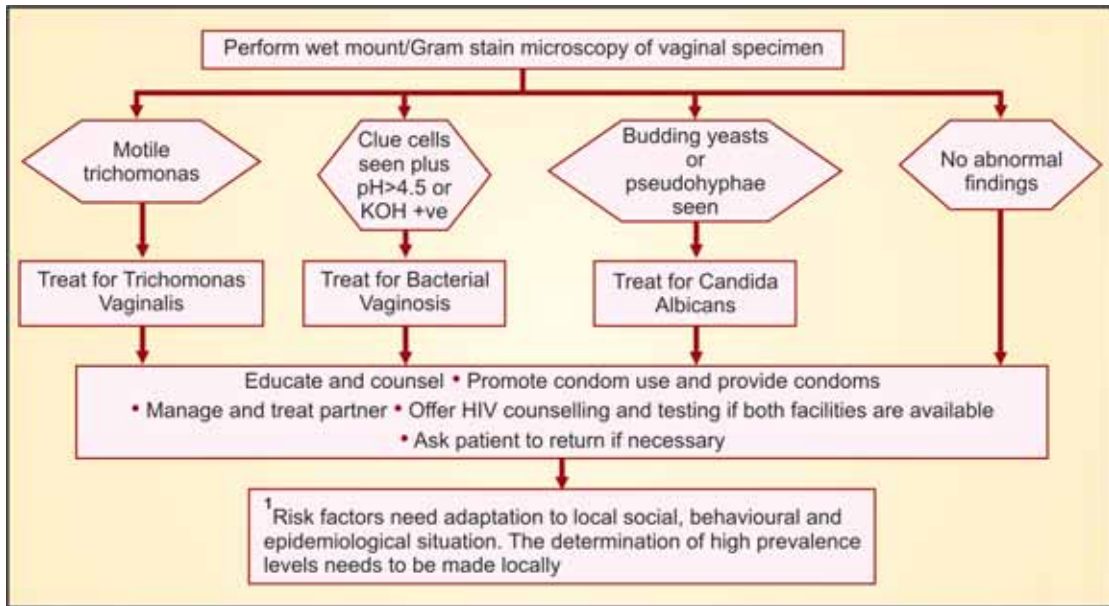 Perform wet mount/Gram stain microscopy of vaginal specimen
Motile
trichomonas
Clue cells
seen plus
pH>4.5 or
KOH +ve
Budding yeasts
or
pseudohyphae
seen
No abnormal
findings
Treat for Trichomonas
Vaginalis
Treat for Bacterial
Vaginosis
Treat for Candida
Albicans
Educate and counsel • Promote condom use and provide condoms
• Manage and treat partner • Offer HIV counselling and testing if both facilities are available
• Ask patient to return if necessary
¹Risk factors need adaptation to local social, behavioural and
epidemiological situation. The determination of high prevalence
levels needs to be made locally